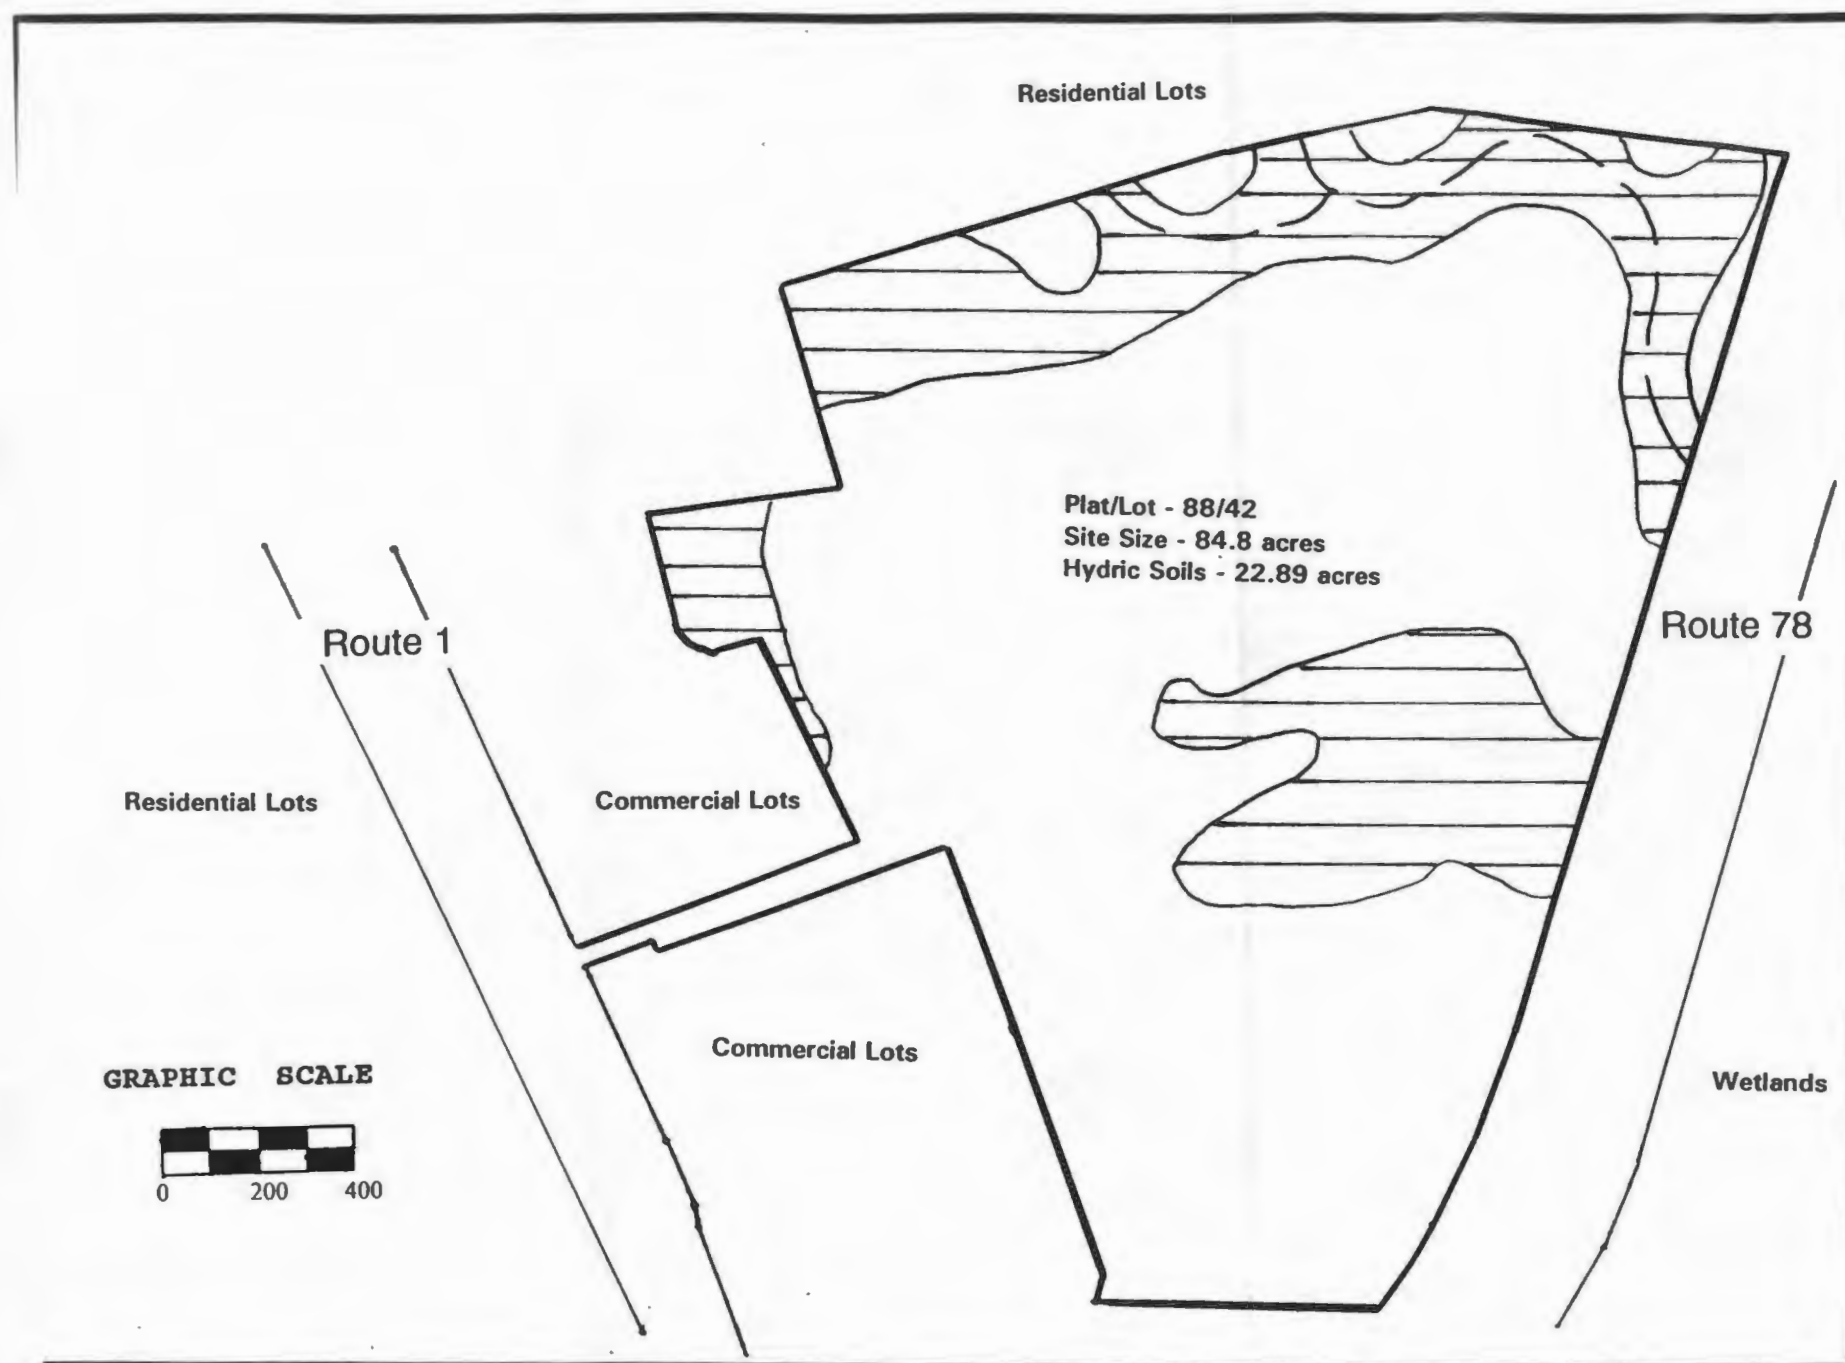 Residential Lots
Plat/Lot - 88/42
Site Size - 84.8 acres
Hydric Soils - 22.89 acres
Route 1
Route 78
Residential Lots
Commercial Lots
Commercial Lots
GRAPHIC SCALE
Wetlands
0 200 400